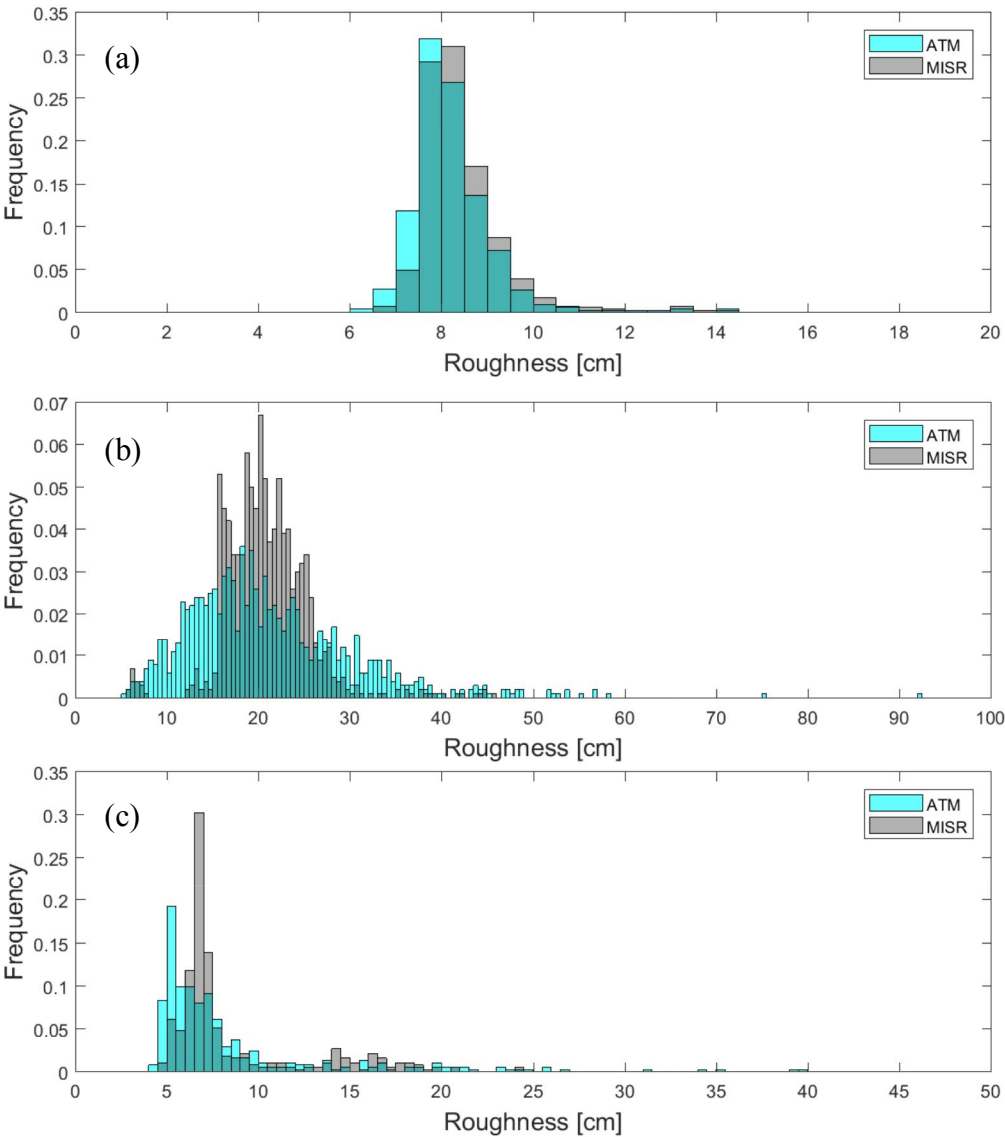 0.35
0.3
0.25
0.2
0.15
0.1
0.05
0
Frequency
(a)
ATM
MISR
0 2 4 6 8 10 12 14 16 18 20
Roughness [cm]
0.07
0.06
0.05
0.04
0.03
0.02
0.01
0
Frequency
(b)
ATM
MISR
0 10 20 30 40 50 60 70 80 90 100
Roughness [cm]
0.35
0.3
0.25
0.2
0.15
0.1
0.05
0
Frequency
(c)
ATM
MISR
0 5 10 15 20 25 30 35 40 45 50
Roughness [cm]